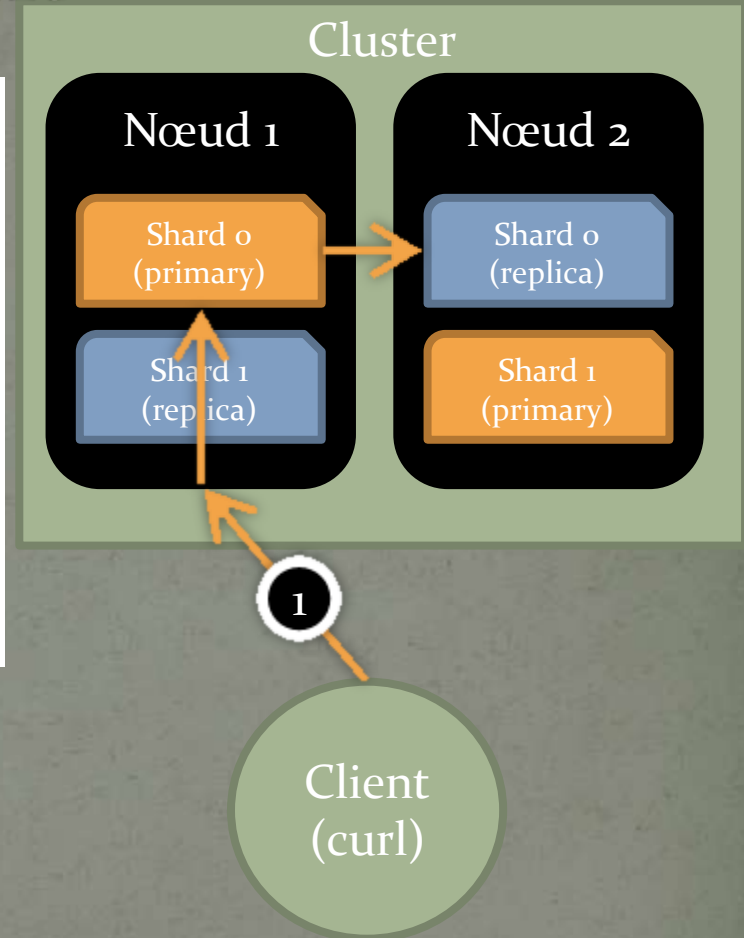 Cluster
Nœud 1
Nœud 2
Shard 0
(primary)
Shard 0
(replica)
Shard 1
(replica)
Shard 1
(primary)
1
Client
(curl)